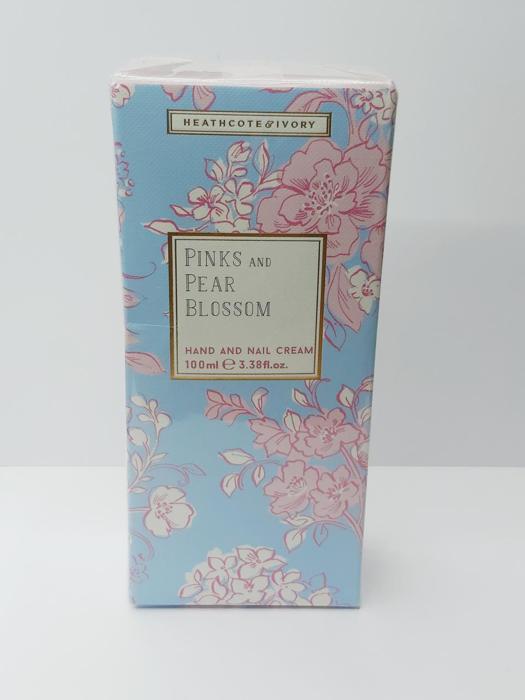 HEATHCOTE & IVORY
PINKS AND
PEAR
BLOSSOM
HAND AND NAIL CREAM
100ml ℮ 3.38fl.oz.